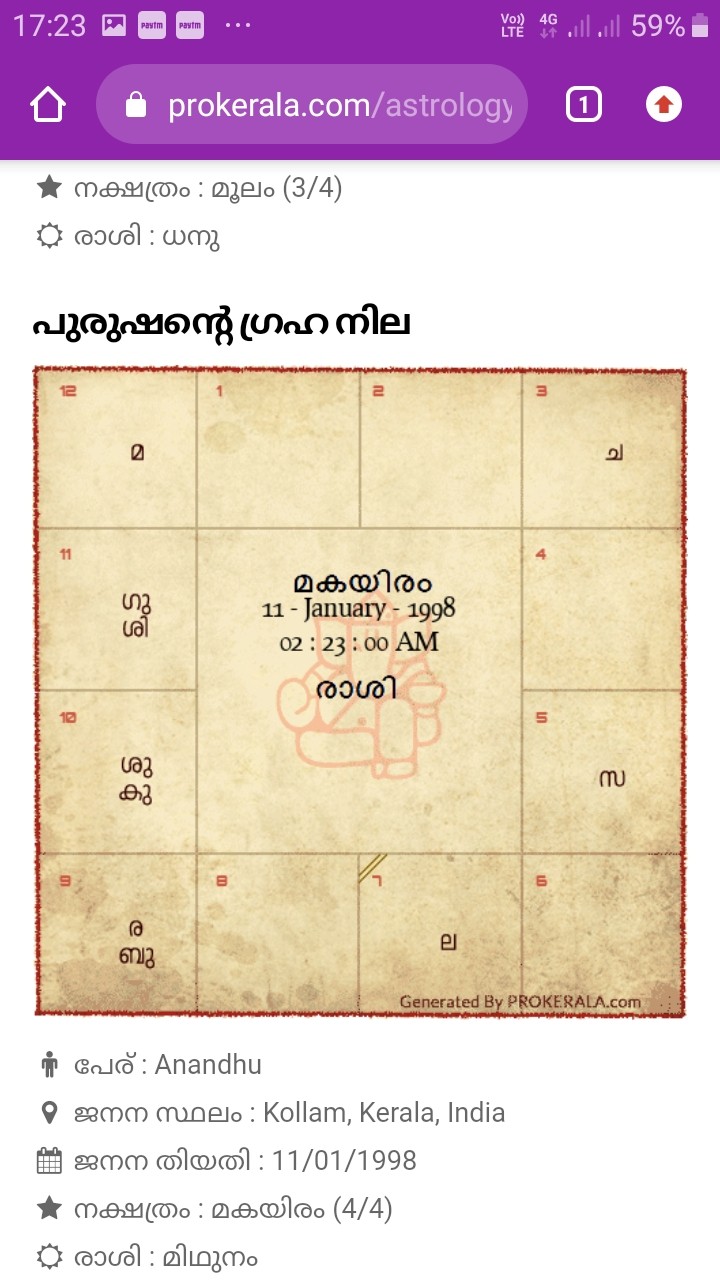 17:23 paytm paytm ... Vo)) LTE 4G 59%
prokerala.com/astrology 1
നക്ഷത്രം : മൂലം (3/4)
രാശി : ധനു
പുരുഷന്റെ ഗ്രഹ നില
12 1 2 3
മ ച
11 4
ഗു
ശി
മകയിരം
11 - January - 1998
02 : 23 : 00 AM
രാശി
10 5
ശു
കു
സ
9 8 7 6
ര
ബു
ല
Generated By PROKERALA.com
പേര് : Anandhu
ജനന സ്ഥലം : Kollam, Kerala, India
ജനന തിയതി : 11/01/1998
നക്ഷത്രം : മകയിരം (4/4)
രാശി : മിഥുനം